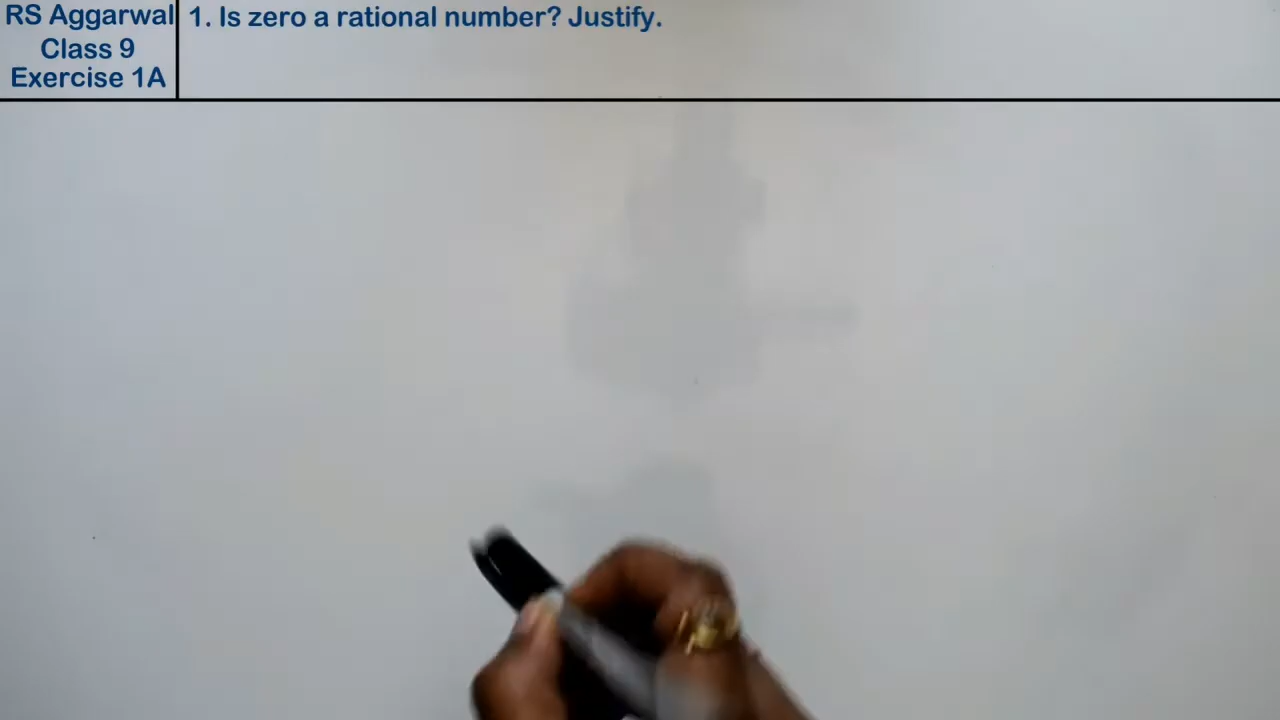 RS Aggarwal
Class 9
Exercise 1A
1. Is zero a rational number? Justify.